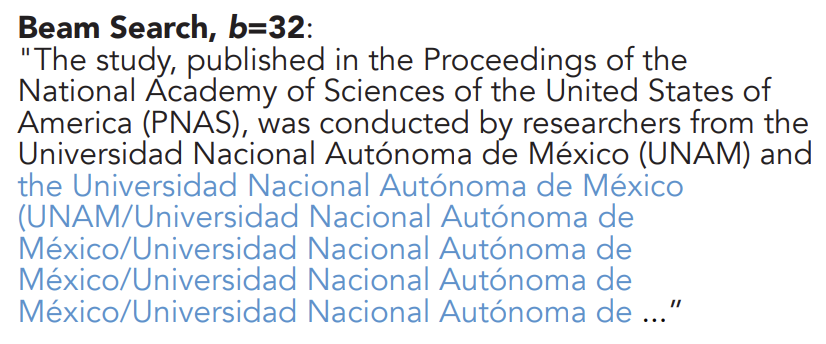 Beam Search, b=32:
"The study, published in the Proceedings of the
National Academy of Sciences of the United States of
America (PNAS), was conducted by researchers from the
Universidad Nacional Autónoma de México (UNAM) and
the Universidad Nacional Autónoma de México
(UNAM/Universidad Nacional Autónoma de
México/Universidad Nacional Autónoma de
México/Universidad Nacional Autónoma de
México/Universidad Nacional Autónoma de ...”